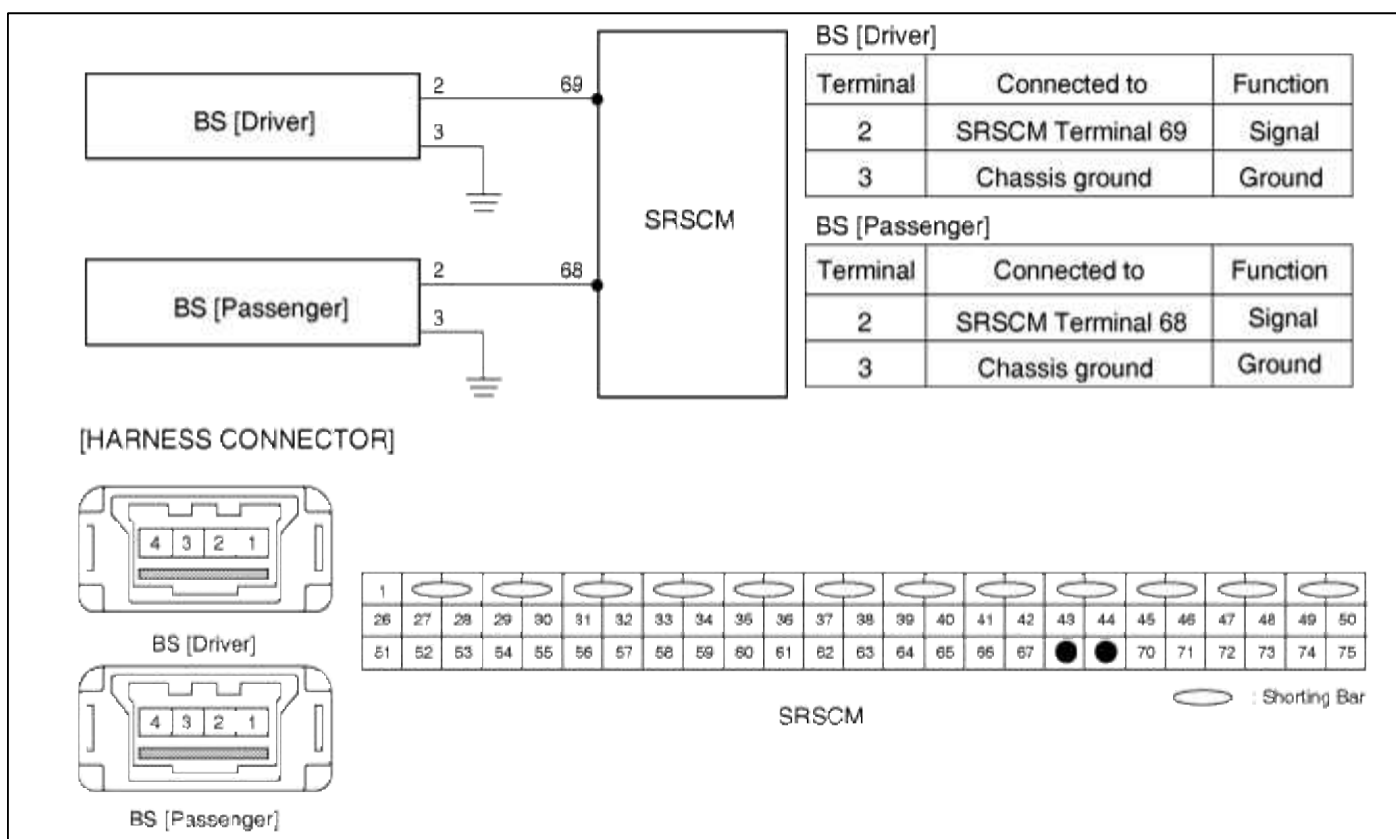 2 69
BS [Driver]
3
SRSCM
2 68
BS [Passenger]
3
BS [Driver]
Terminal Connected to Function
2 SRSCM Terminal 69 Signal
3 Chassis ground Ground
BS [Passenger]
Terminal Connected to Function
2 SRSCM Terminal 68 Signal
3 Chassis ground Ground
[HARNESS CONNECTOR]
4 3 2 1
BS [Driver]
4 3 2 1
BS [Passenger]
1
26 27 28 29 30 31 32 33 34 35 36 37 38 39 40 41 42 43 44 45 46 47 48 49 50
51 52 53 54 55 56 57 58 59 60 61 62 63 64 65 66 67 70 71 72 73 74 75
SRSCM
: Shorting Bar